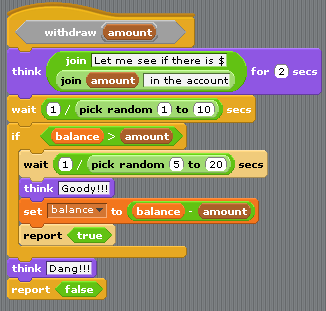 withdraw amount
join Let me see if there is $
think join amount in the account for 2 secs
wait 1 / pick random 1 to 10 secs
if balance > amount
wait 1 / pick random 5 to 20 secs
think Goody!!!
set balance to balance - amount
report true
think Dang!!!
report false